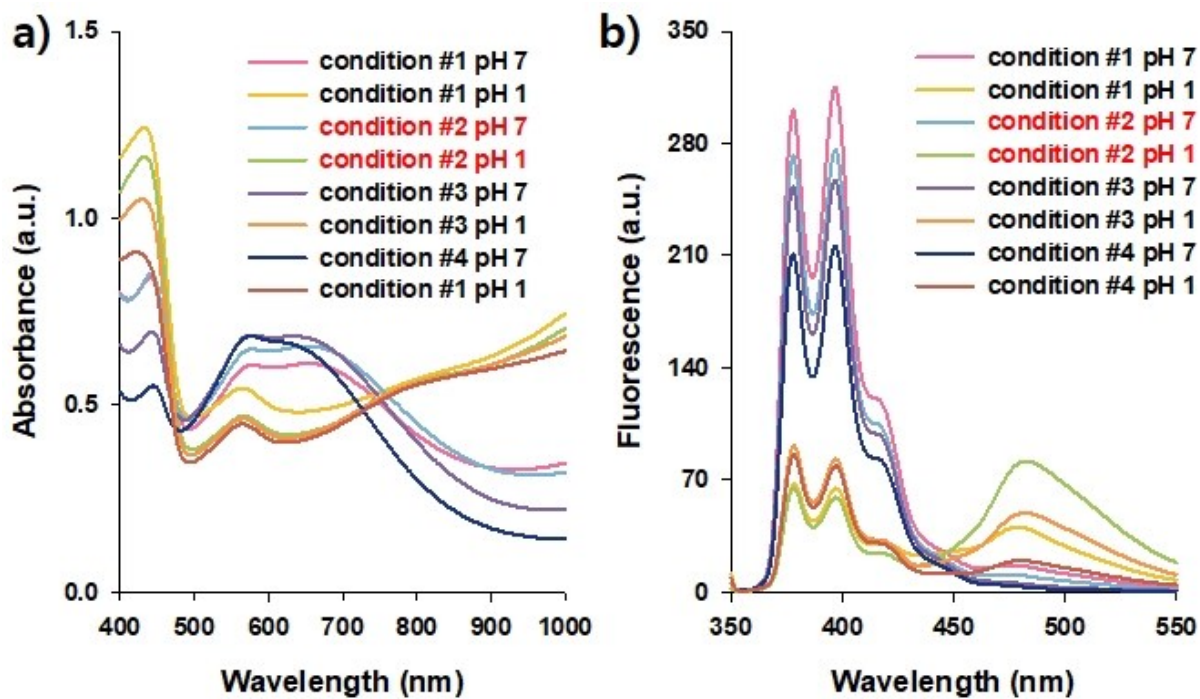 a)
1.5
1.0
0.5
0.0
Absorbance (a.u.)
condition #1 pH 7
condition #1 pH 1
condition #2 pH 7
condition #2 pH 1
condition #3 pH 7
condition #3 pH 1
condition #4 pH 7
condition #1 pH 1
400 500 600 700 800 900 1000
Wavelength (nm)
b)
350
280
210
140
70
0
Fluorescence (a.u.)
condition #1 pH 7
condition #1 pH 1
condition #2 pH 7
condition #2 pH 1
condition #3 pH 7
condition #3 pH 1
condition #4 pH 7
condition #4 pH 1
350 400 450 500 550
Wavelength (nm)